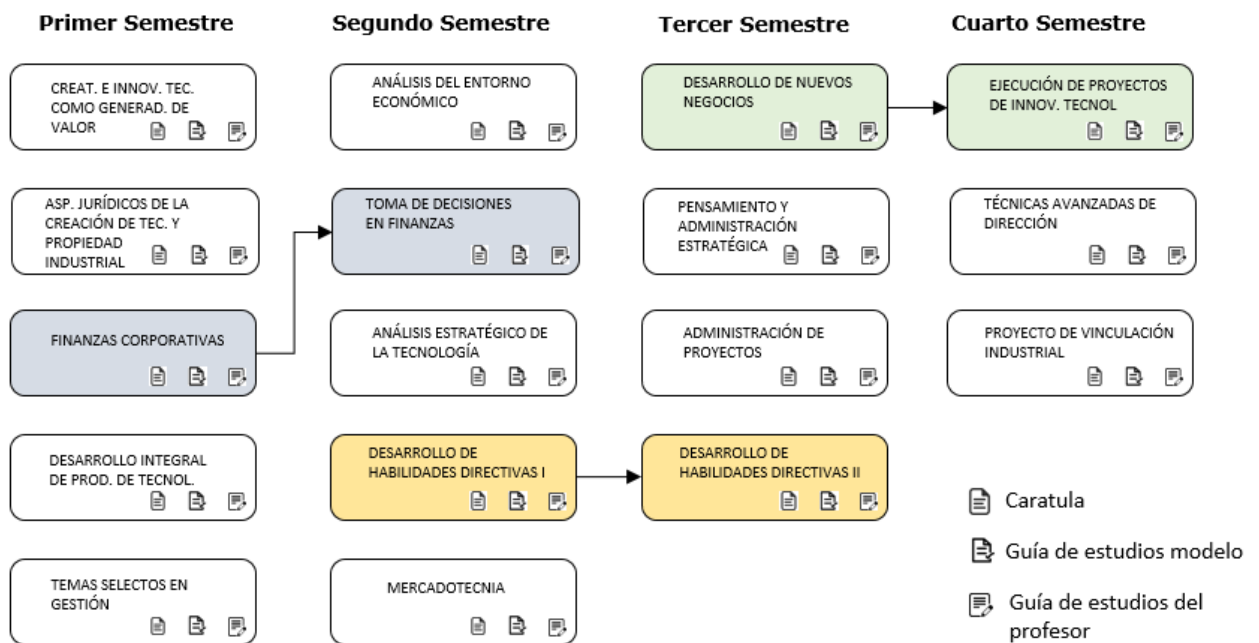 Primer Semestre
Segundo Semestre
Tercer Semestre
Cuarto Semestre
CREAT. E INNOV. TEC.
COMO GENERAD. DE
VALOR
ANÁLISIS DEL ENTORNO
ECONÓMICO
DESARROLLO DE NUEVOS
NEGOCIOS
EJECUCIÓN DE PROYECTOS
DE INNOV. TECNOL
ASP. JURÍDICOS DE LA
CREACIÓN DE TEC. Y
PROPIEDAD
INDUSTRIAL
TOMA DE DECISIONES
EN FINANZAS
PENSAMIENTO Y
ADMINISTRACIÓN
ESTRATÉGICA
TÉCNICAS AVANZADAS DE
DIRECCIÓN
FINANZAS CORPORATIVAS
ANÁLISIS ESTRATÉGICO DE
LA TECNOLOGÍA
ADMINISTRACIÓN DE
PROYECTOS
PROYECTO DE VINCULACIÓN
INDUSTRIAL
DESARROLLO INTEGRAL
DE PROD. DE TECNOL.
DESARROLLO DE
HABILIDADES DIRECTIVAS I
DESARROLLO DE
HABILIDADES DIRECTIVAS II
TEMAS SELECTOS EN
GESTIÓN
MERCADOTECNIA
Caratula
Guía de estudios modelo
Guía de estudios del
profesor